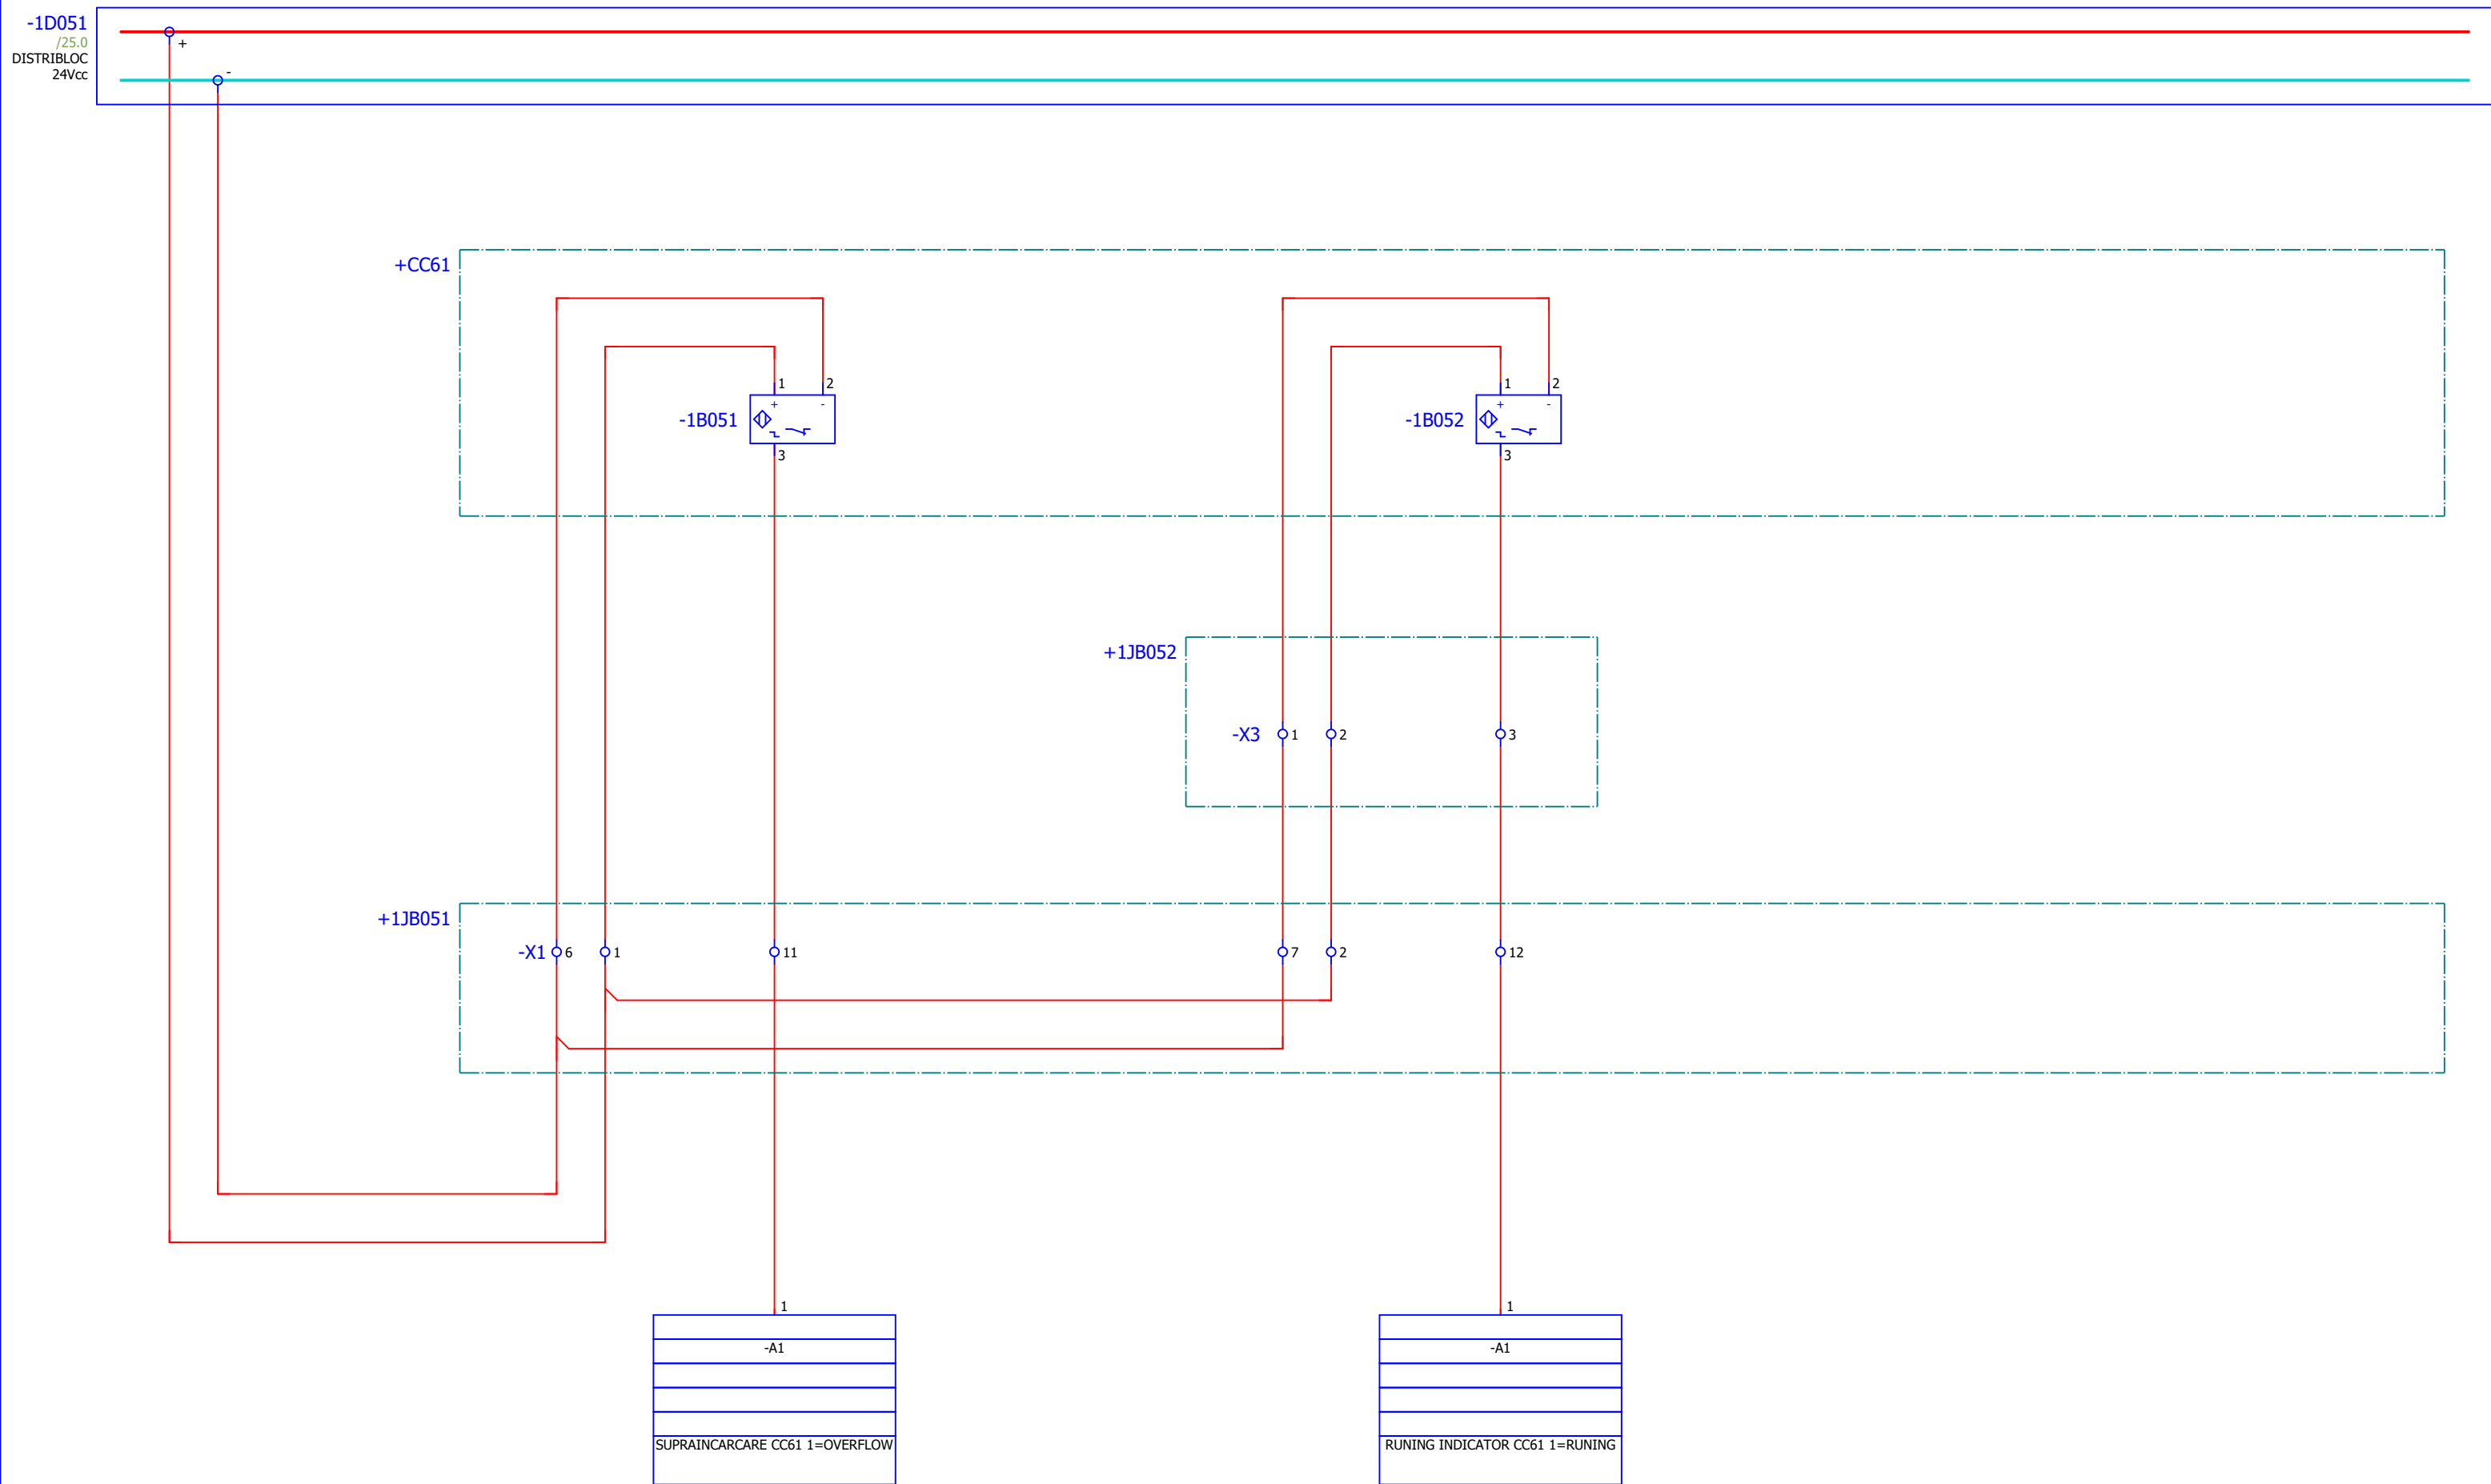 -1D051
/25.0
DISTRIBLOC
24Vcc
+
-
+CC61
1 2
+ -
-1B051
3
1 2
+ -
-1B052
3
+1JB052
-X3 1 2 3
+1JB051
-X1 6 1 11 7 2 12
1
-A1
SUPRAINCARCARE CC61 1=OVERFLOW
1
-A1
RUNING INDICATOR CC61 1=RUNING